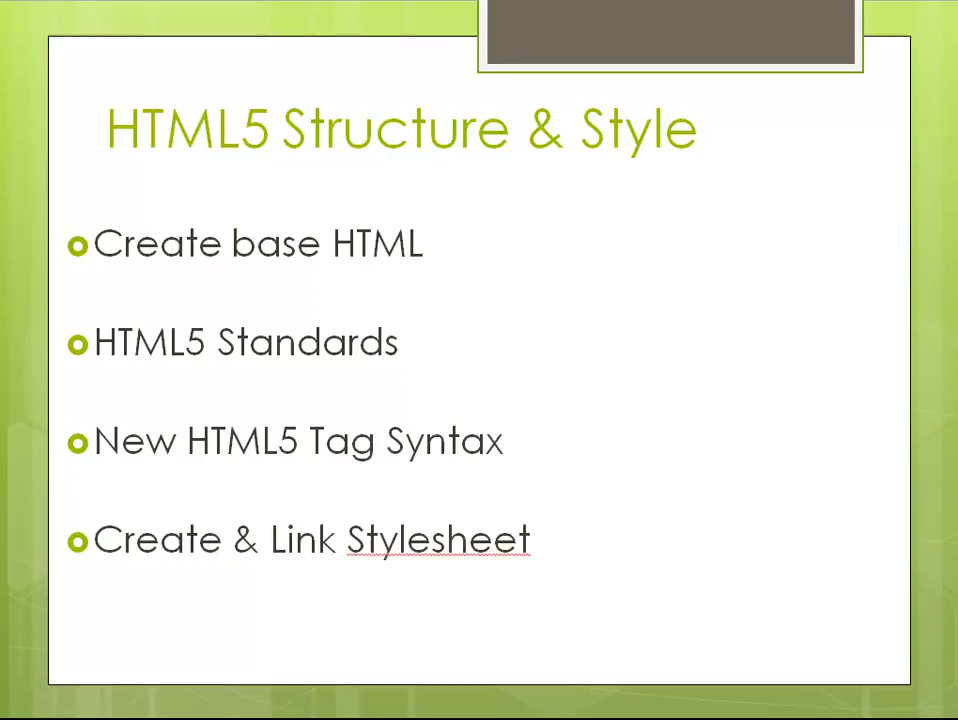 HTML5 Structure & Style
Create base HTML
HTML5 Standards
New HTML5 Tag Syntax
Create & Link Stylesheet